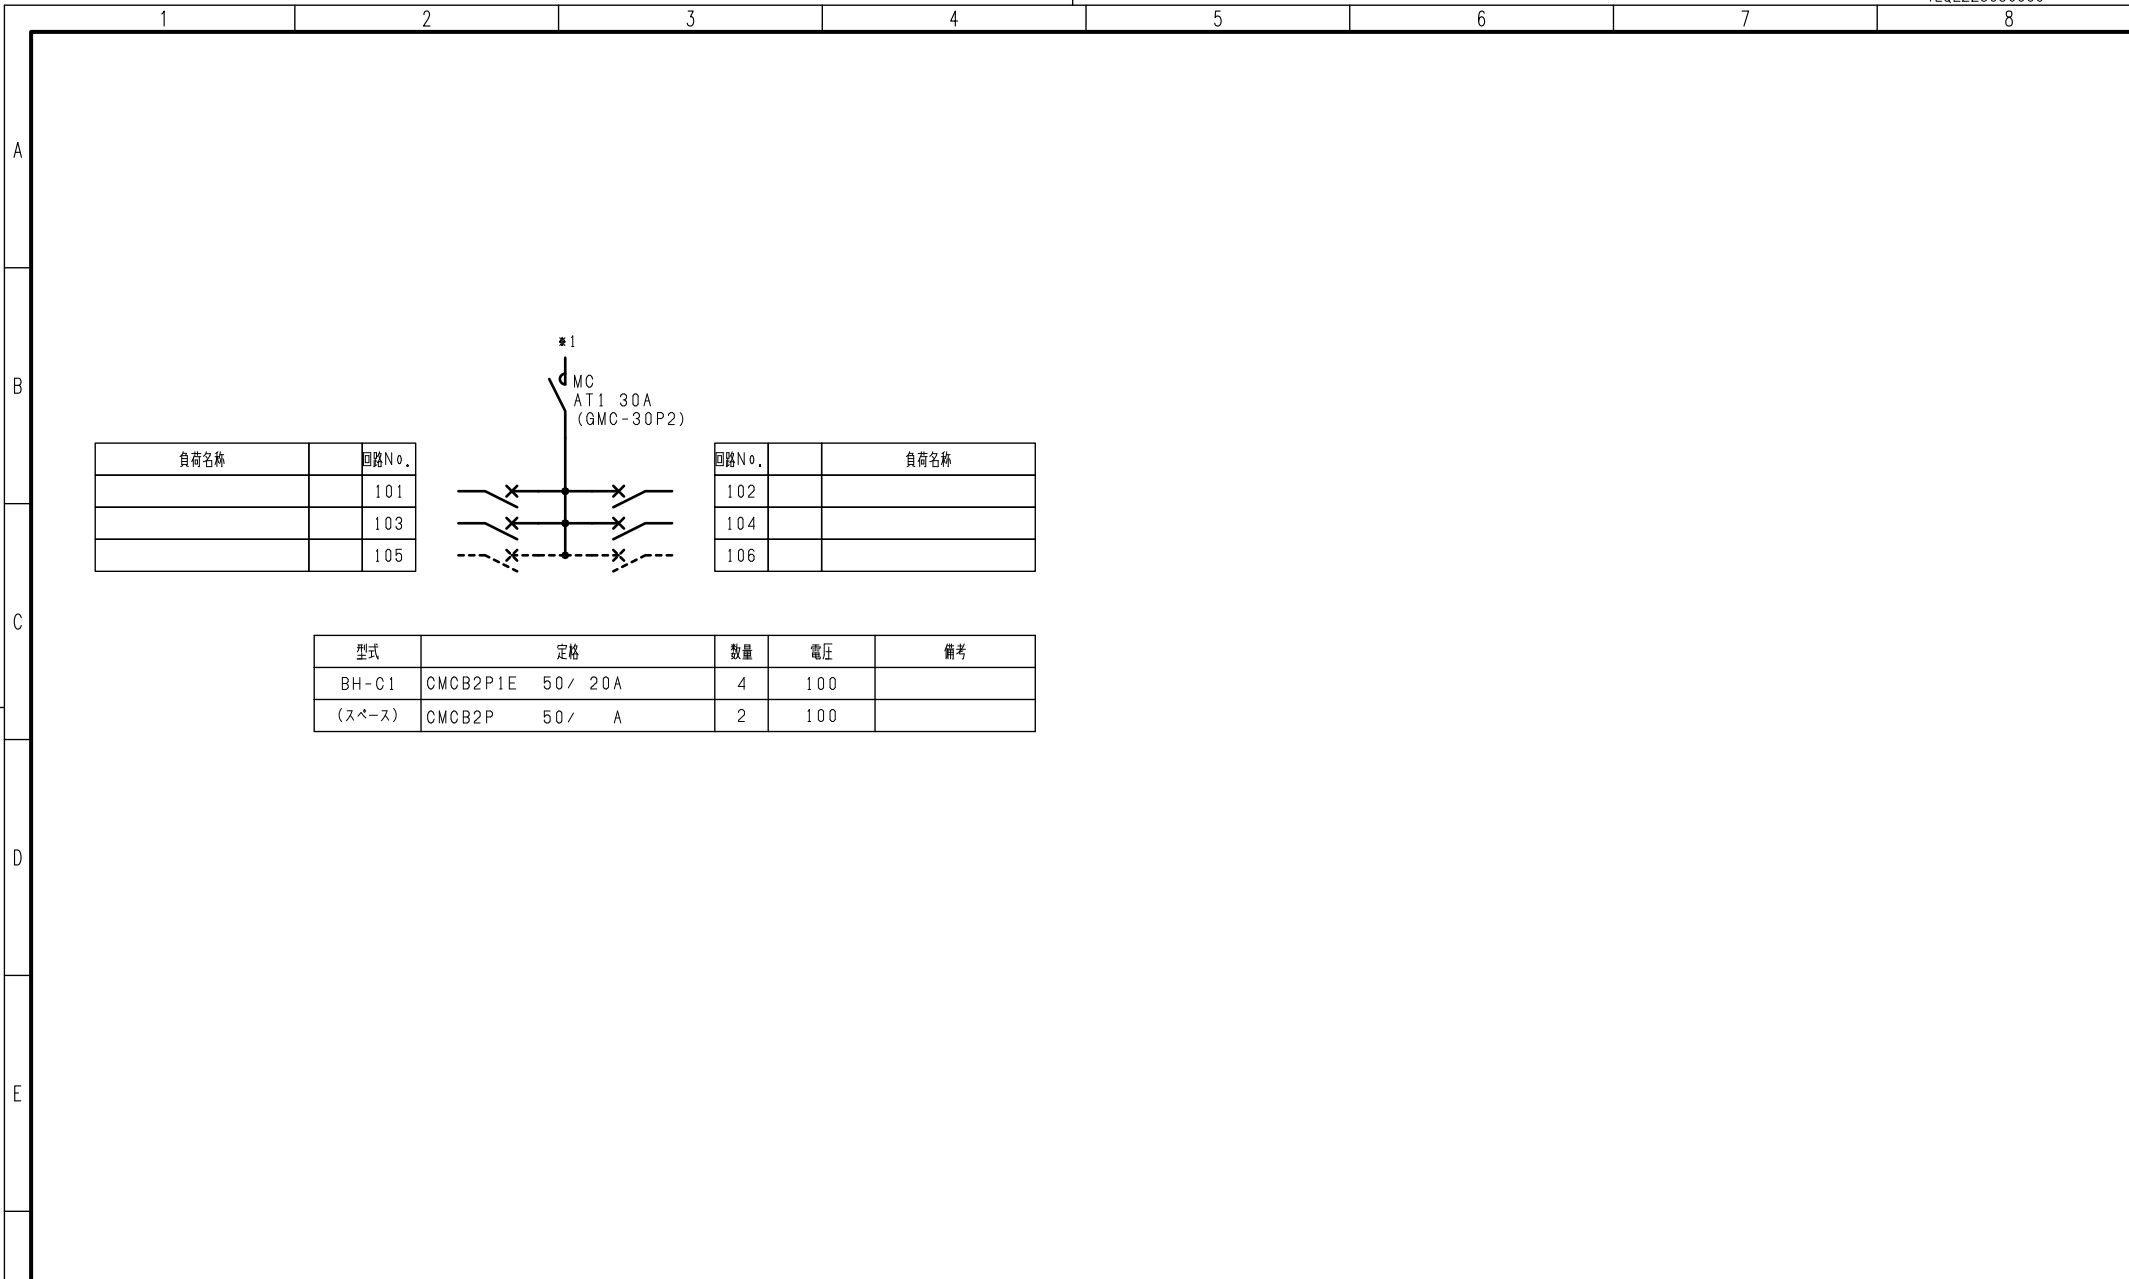 1 2 3 4 5 6 7 8
A
B
*1
MC
AT1 30A
(GMC-30P2)
負荷名称 回路No. 回路No. 負荷名称
101 102
103 104
105 106
C
型式 定格 数量 電圧 備考
BH-C1 CMCB2P1E 50/ 20A 4 100
(スペース) CMCB2P 50/ A 2 100
D
E